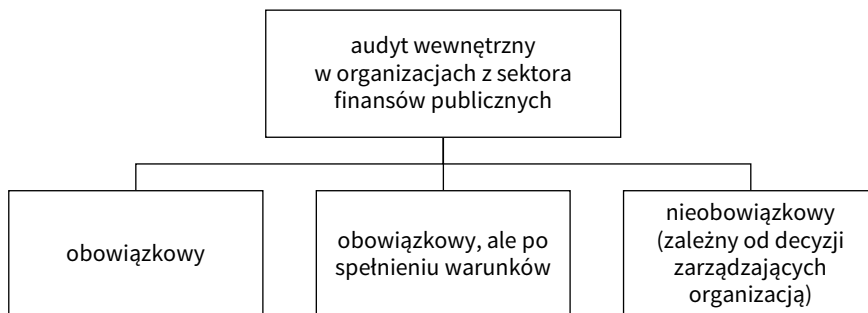 audyt wewnętrzny
w organizacjach z sektora
finansów publicznych
obowiązkowy
obowiązkowy, ale po
spełnieniu warunków
nieobowiązkowy
(zależny od decyzji
zarządzających
organizacją)